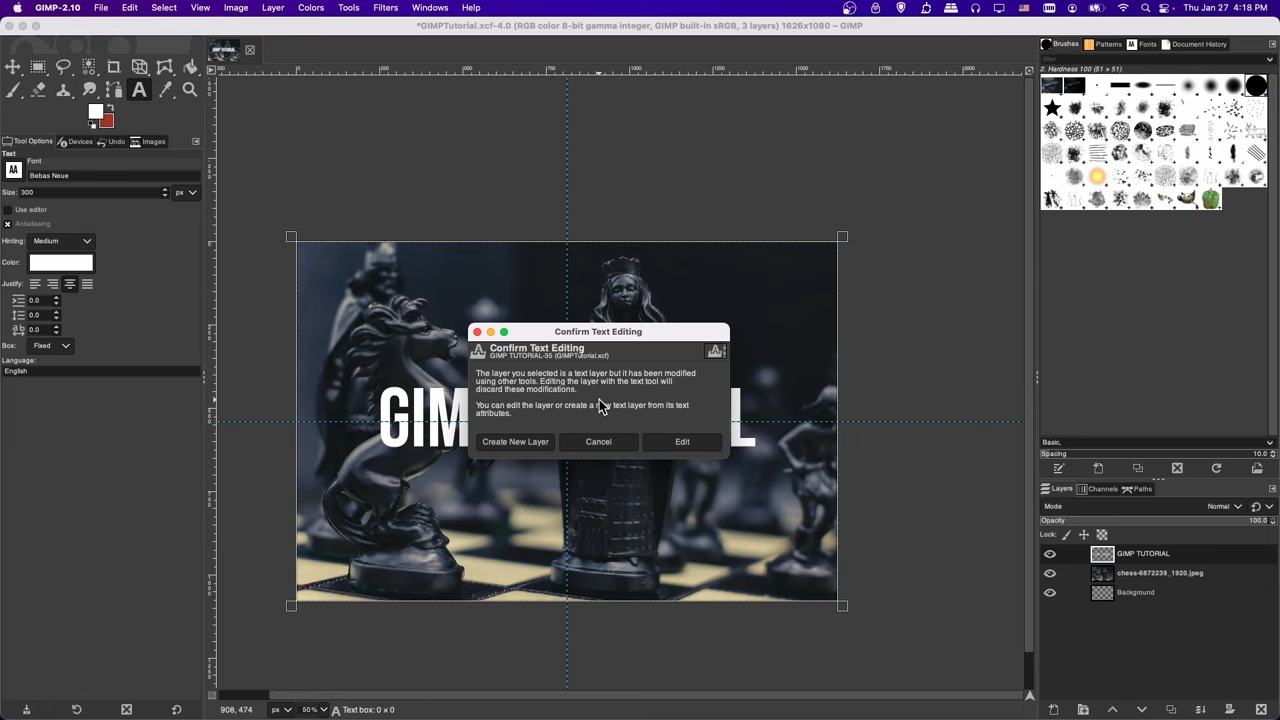 GIMP-2.10 File Edit Select View Image Layer Colors Tools Filters Windows Help
Thu Jan 27 4:18 PM
*GIMPTutorial.xcf-4.0 (RGB color 8-bit gamma integer, GIMP built-in sRGB, 3 layers) 1626x1080 – GIMP
Brushes Patterns Fonts Document History
filter
2. Hardness 100 (51 × 51)
Tool Options Devices Undo Images
Text
Font
Bebas Neue
Size: 300 px
Use editor
Antialiasing
Hinting: Medium
Color:
Justify:
0.0
0.0
0.0
Box: Fixed
Language:
English
GIM
L
Confirm Text Editing
Confirm Text Editing
GIMP TUTORIAL-35 (GIMPTutorial.xcf)
The layer you selected is a text layer but it has been modified
using other tools. Editing the layer with the text tool will
discard these modifications.
You can edit the layer or create a new text layer from its text
attributes.
Create New Layer Cancel Edit
Basic,
Spacing 10.0
Layers Channels Paths
Mode Normal
Opacity 100.0
Lock:
GIMP TUTORIAL
chess-6872239_1920.jpeg
Background
908, 474 px 50% Text box: 0 × 0